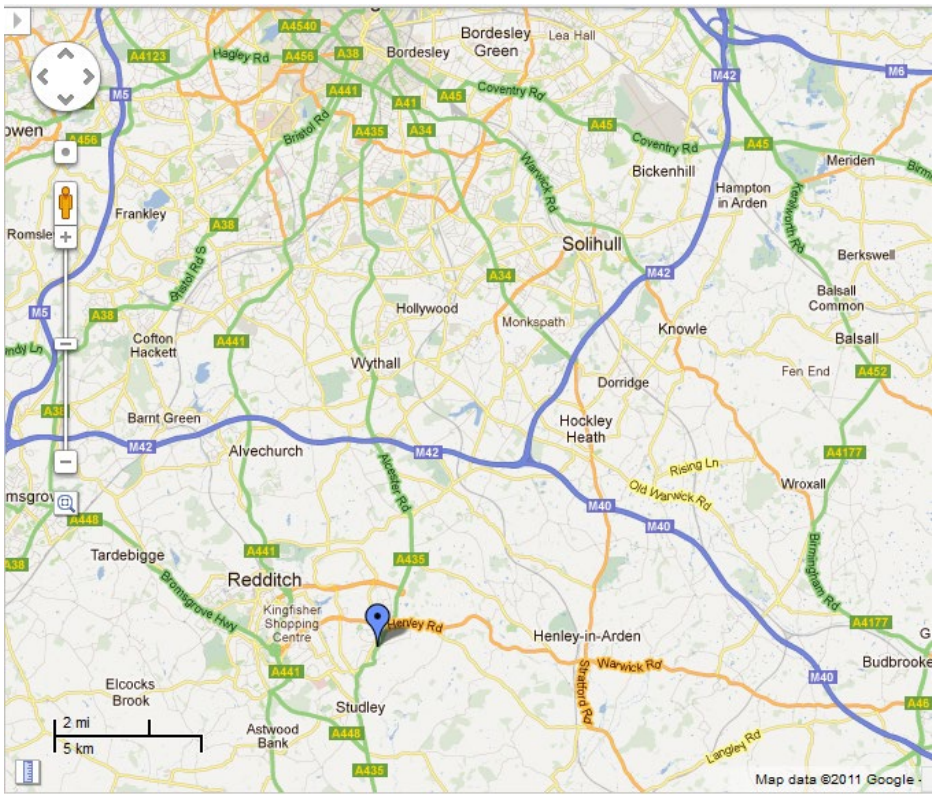 A4540
Bordesley
Green
Lea Hall
A4123
Hagley Rd
A456
A38
Bordesley
M42
M6
M5
A441
A41
A45
Coventry Rd
A45
A435
A34
Bristol Rd
Coventry Rd
A45
A456
Warwick Rd
Bickenhill
Meriden
Hampton
in Arden
Kenilworth Rd
Frankley
A38
Solihull
Bristol Rd S
A34
M42
Berkswell
Balsall
Common
M5
A38
Hollywood
Monkspath
Knowle
Cofton
Hackett
A441
Wythall
Balsall
Fen End
A452
Dorridge
A38
Barnt Green
Hockley
Heath
M42
Alvechurch
M42
A4177
Alcester Rd
Rising Ln
Old Warwick Rd
Wroxall
M40
M40
A448
Tardebigge
A441
A435
Birmingham Rd
A38
Redditch
Bromsgrove Hwy
Kingfisher
Shopping
Centre
Henley Rd
Henley-in-Arden
A4177
Warwick Rd
Budbrooke
A441
M40
Elcocks
Brook
Stratford Rd
A46
Studley
2 mi
5 km
Astwood
Bank
A448
Langley Rd
A435
Map data ©2011 Google -